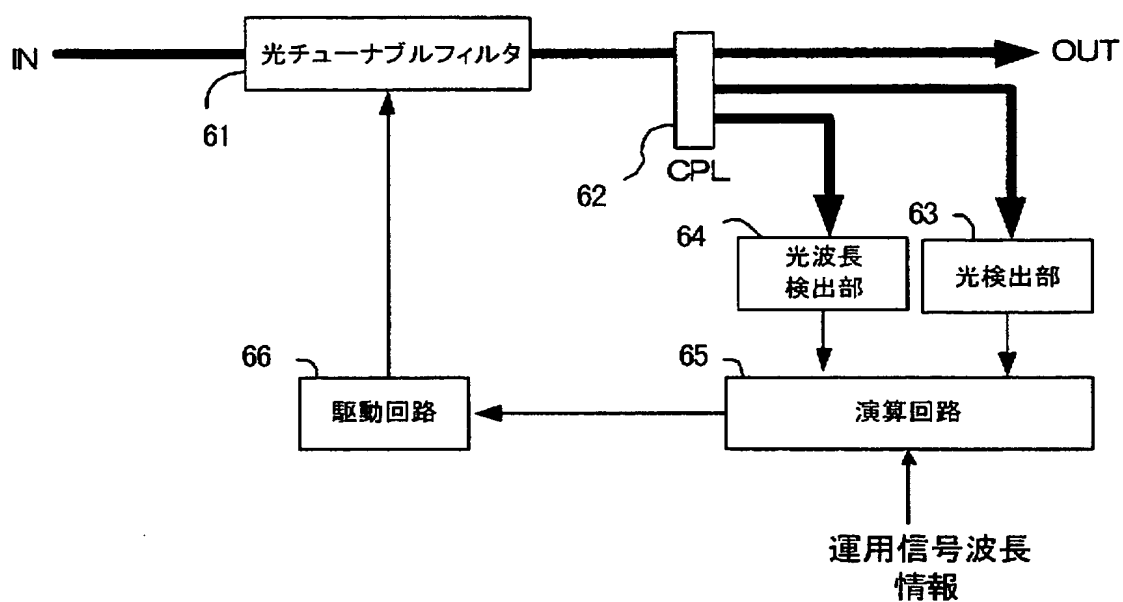 IN
光チューナブルフィルタ
OUT
61
62
CPL
64
63
光波長
検出部
光検出部
66
65
駆動回路
演算回路
運用信号波長
情報